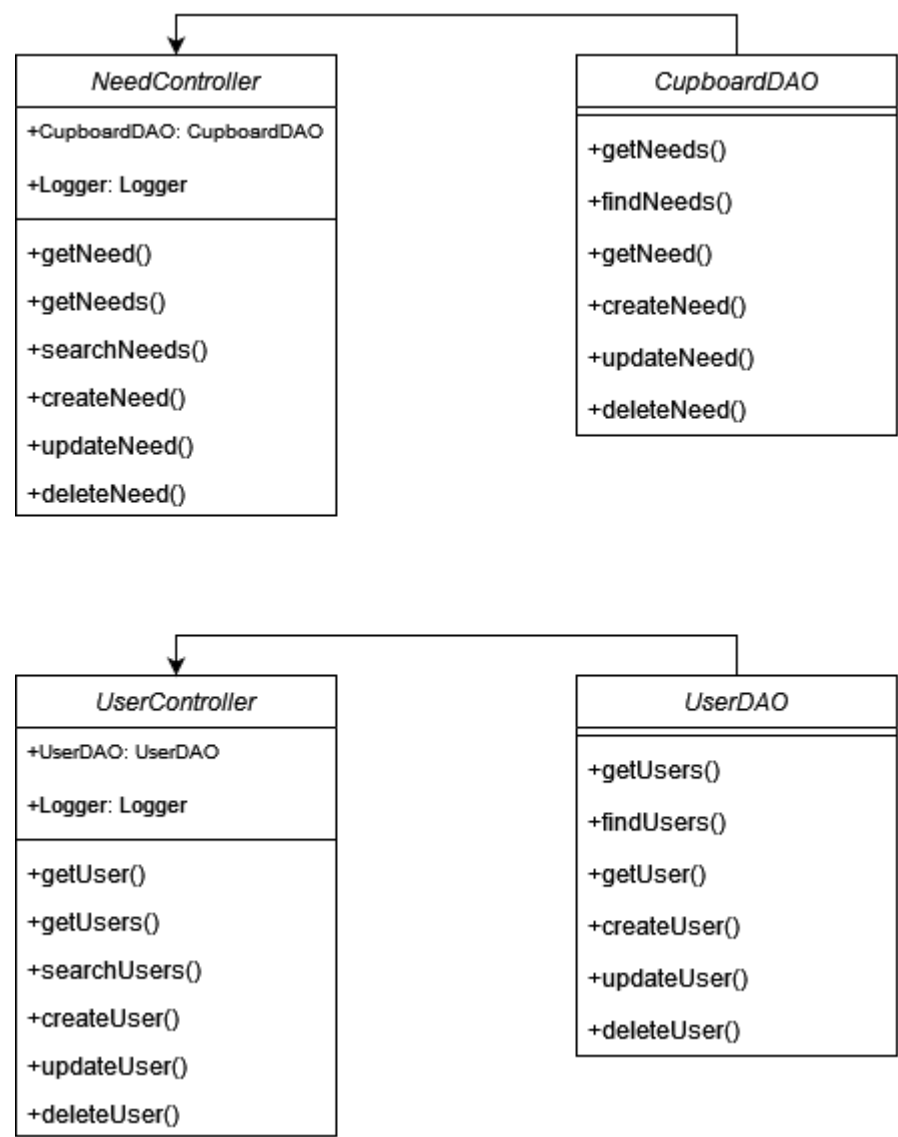 NeedController
+CupboardDAO: CupboardDAO
+Logger: Logger
+getNeed()
+getNeeds()
+searchNeeds()
+createNeed()
+updateNeed()
+deleteNeed()
CupboardDAO
+getNeeds()
+findNeeds()
+getNeed()
+createNeed()
+updateNeed()
+deleteNeed()
UserController
+UserDAO: UserDAO
+Logger: Logger
+getUser()
+getUsers()
+searchUsers()
+createUser()
+updateUser()
+deleteUser()
UserDAO
+getUsers()
+findUsers()
+getUser()
+createUser()
+updateUser()
+deleteUser()